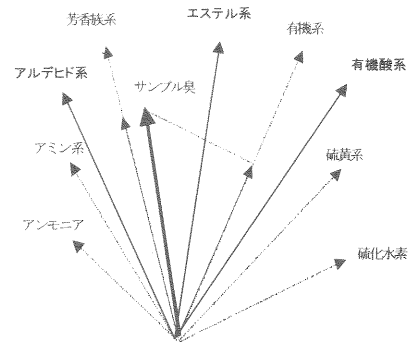 芳香族系
エステル系
有機系
アルデヒド系
サンプル臭
有機酸系
アミン系
硫黄系
アンモニア
硫化水素